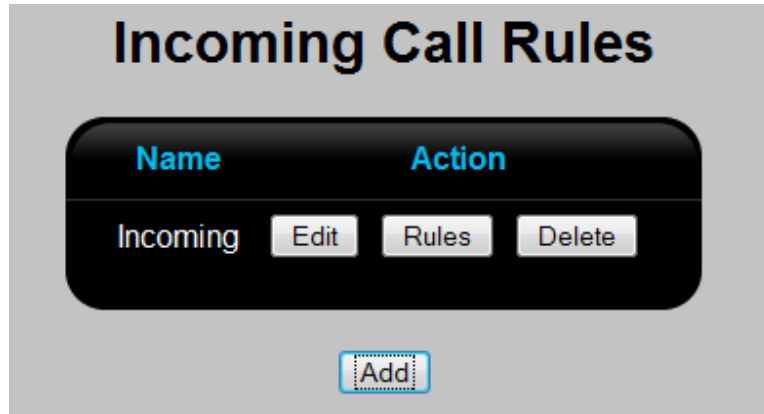 Incoming Call Rules
Name Action
Incoming Edit Rules Delete
Add